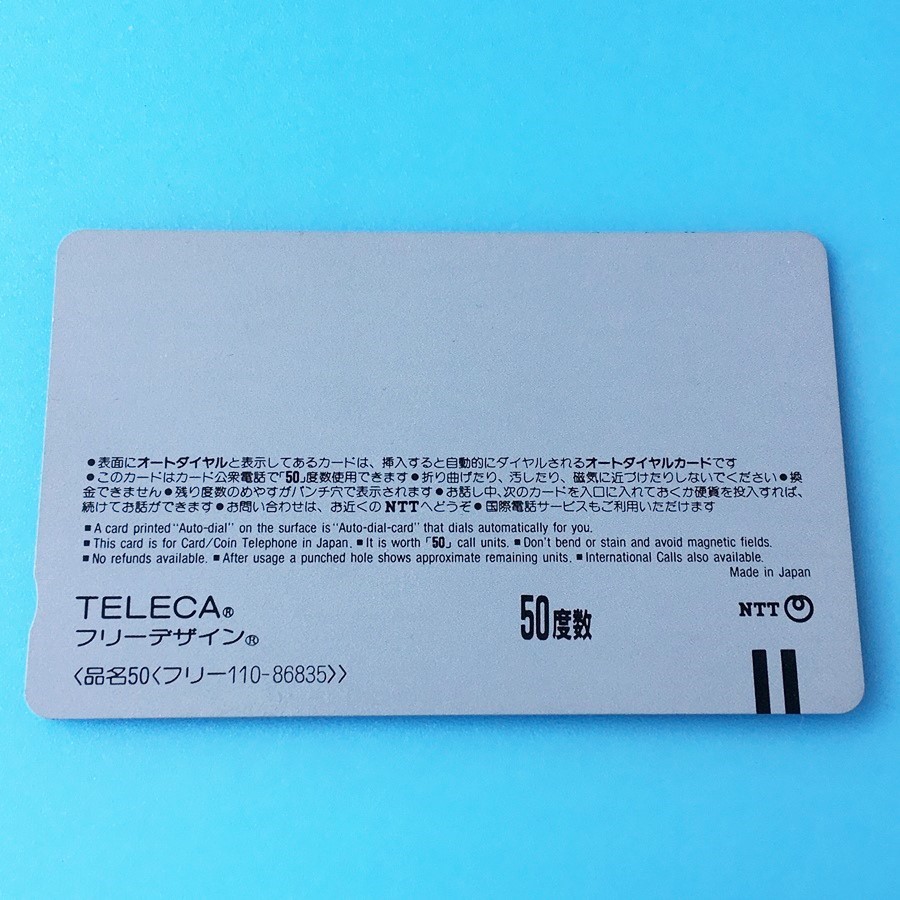 ●表面にオートダイヤルと表示してあるカードは、挿入すると自動的にダイヤルされるオートダイヤルカードです
●このカードはカード公衆電話で「50」度数使用できます●折り曲げたり、汚したり、磁気に近づけたりしないでください●換
金できません●残り度数のめやすがパンチ穴で表示されます●お話し中、次のカードを入口に入れておくか硬貨を投入すれば、
続けてお話ができます●お問い合わせは、お近くのNTTへどうぞ●国際電話サービスもご利用いただけます
■A card printed "Auto-dial" on the surface is "Auto-dial-card" that dials automatically for you.
■This card is for Card/Coin Telephone in Japan. ■It is worth「50」call units. ■Don't bend or stain and avoid magnetic fields.
■No refunds available. ■After usage a punched hole shows approximate remaining units. ■International Calls also available.
Made in Japan
TELECA®
フリーデザイン®
50度数
NTT
〈品名50〈フリー110-86835〉〉